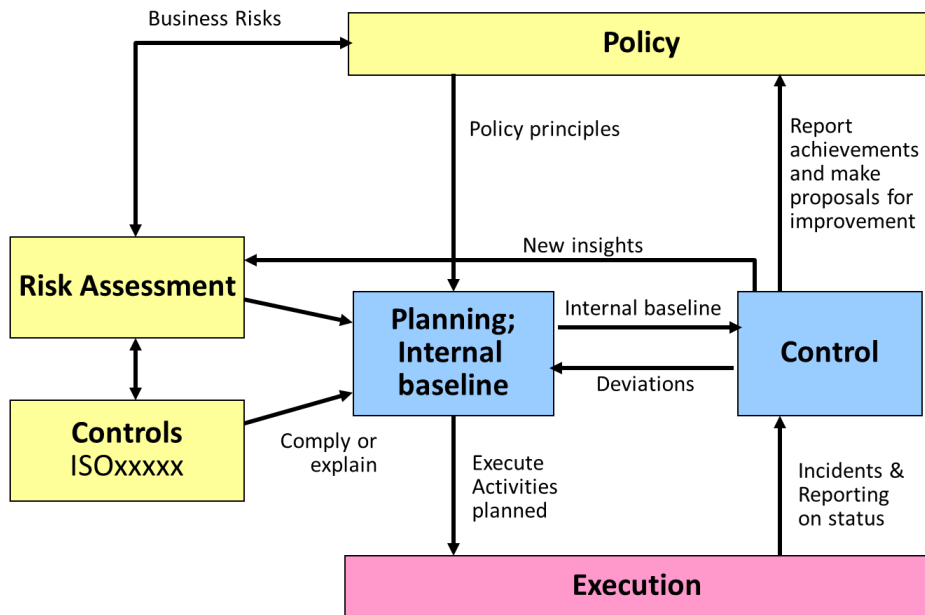 Business Risks
Policy
Policy principles
Report
achievements
and make
proposals for
improvement
New insights
Risk Assessment
Planning;
Internal
baseline
Internal baseline
Control
Deviations
Controls
ISOxxxxx
Comply or
explain
Execute
Activities
planned
Incidents &
Reporting
on status
Execution